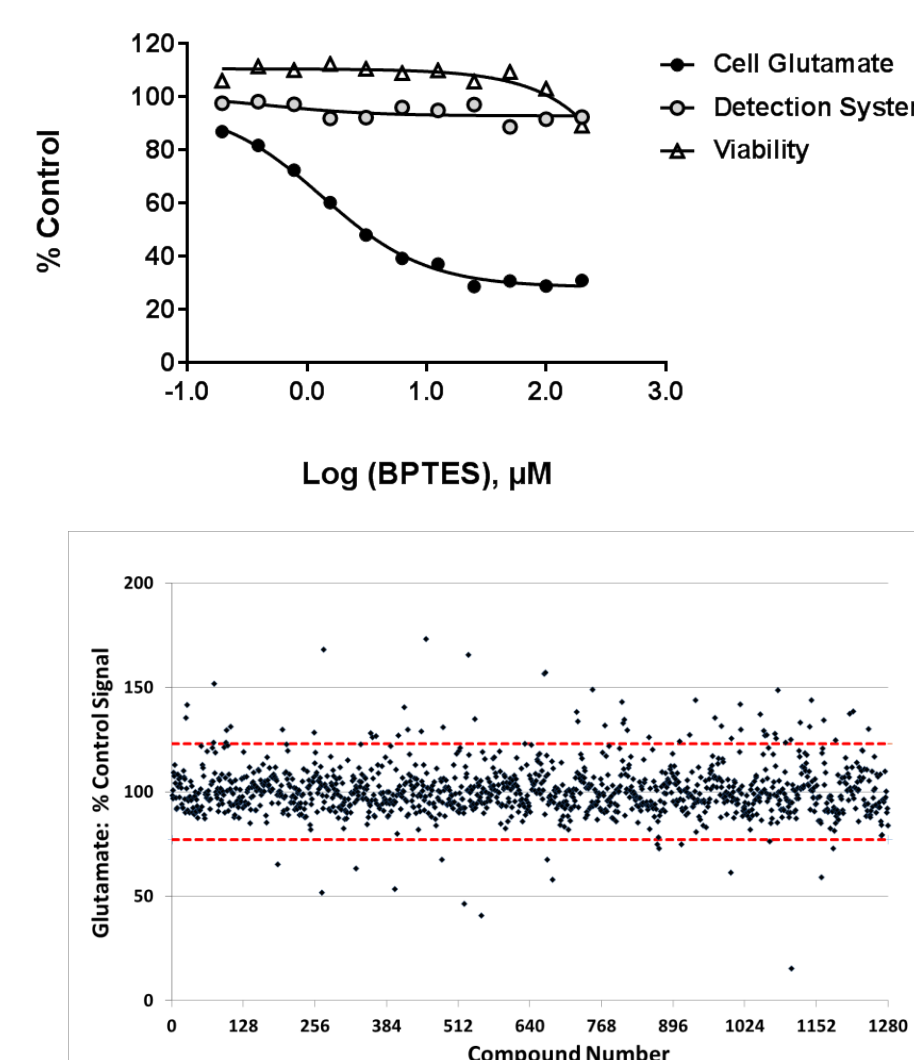 120
100
80
60
40
20
0
-1.0 0.0 1.0 2.0 3.0
% Control
Log (BPTES), µM
Cell Glutamate
Detection System
Viability
200
150
100
50
0
0 128 256 384 512 640 768 896 1024 1152 1280
Glutamate: % Control Signal
Compound Number